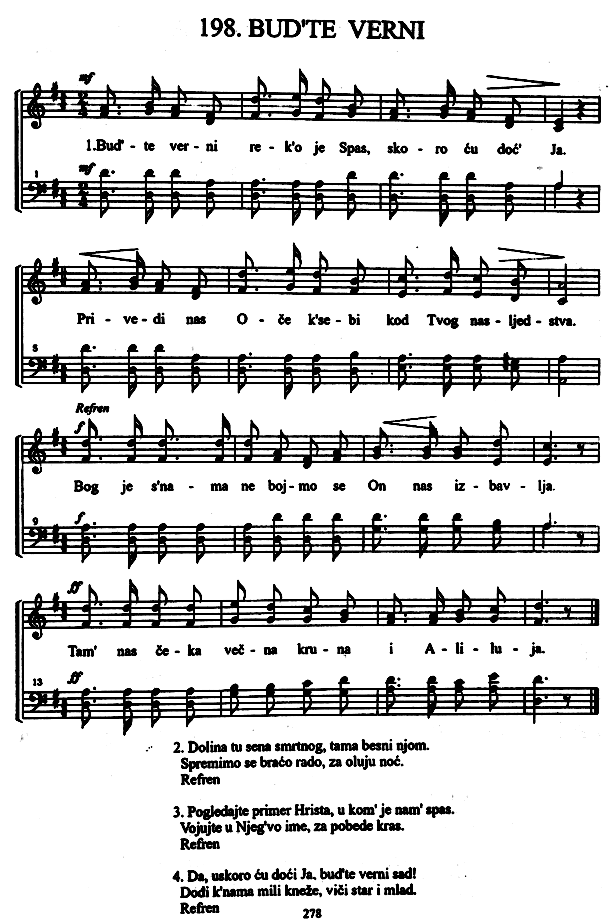 198. BUD'TE VERNI
mf
1.Bud' - te ver - ni re - k'o je Spas, sko - ro ću doć' Ja.
mf
1
Pri - ve - di nas O - če k'se - bi kod Tvog nas - ljed - stva.
5
Refren
f
Bog je s'na - ma ne boj - mo se On nas iz - bav - lja.
9
f
ff
Tam' nas če - ka več - na kru - na i A - li - lu - ja.
13
ff
2. Dolina tu sena smrtnog, tama besni njom.
Spremimo se braćo rado, za oluju noć.
Refren
3. Pogledajte primer Hrista, u kom' je nam' spas.
Vojujte u Njeg'vo ime, za pobede kras.
Refren
4. Da, uskoro ću doći Ja, bud'te verni sad!
Dođi k'nama mili kneže, viči star i mlad.
Refren
278